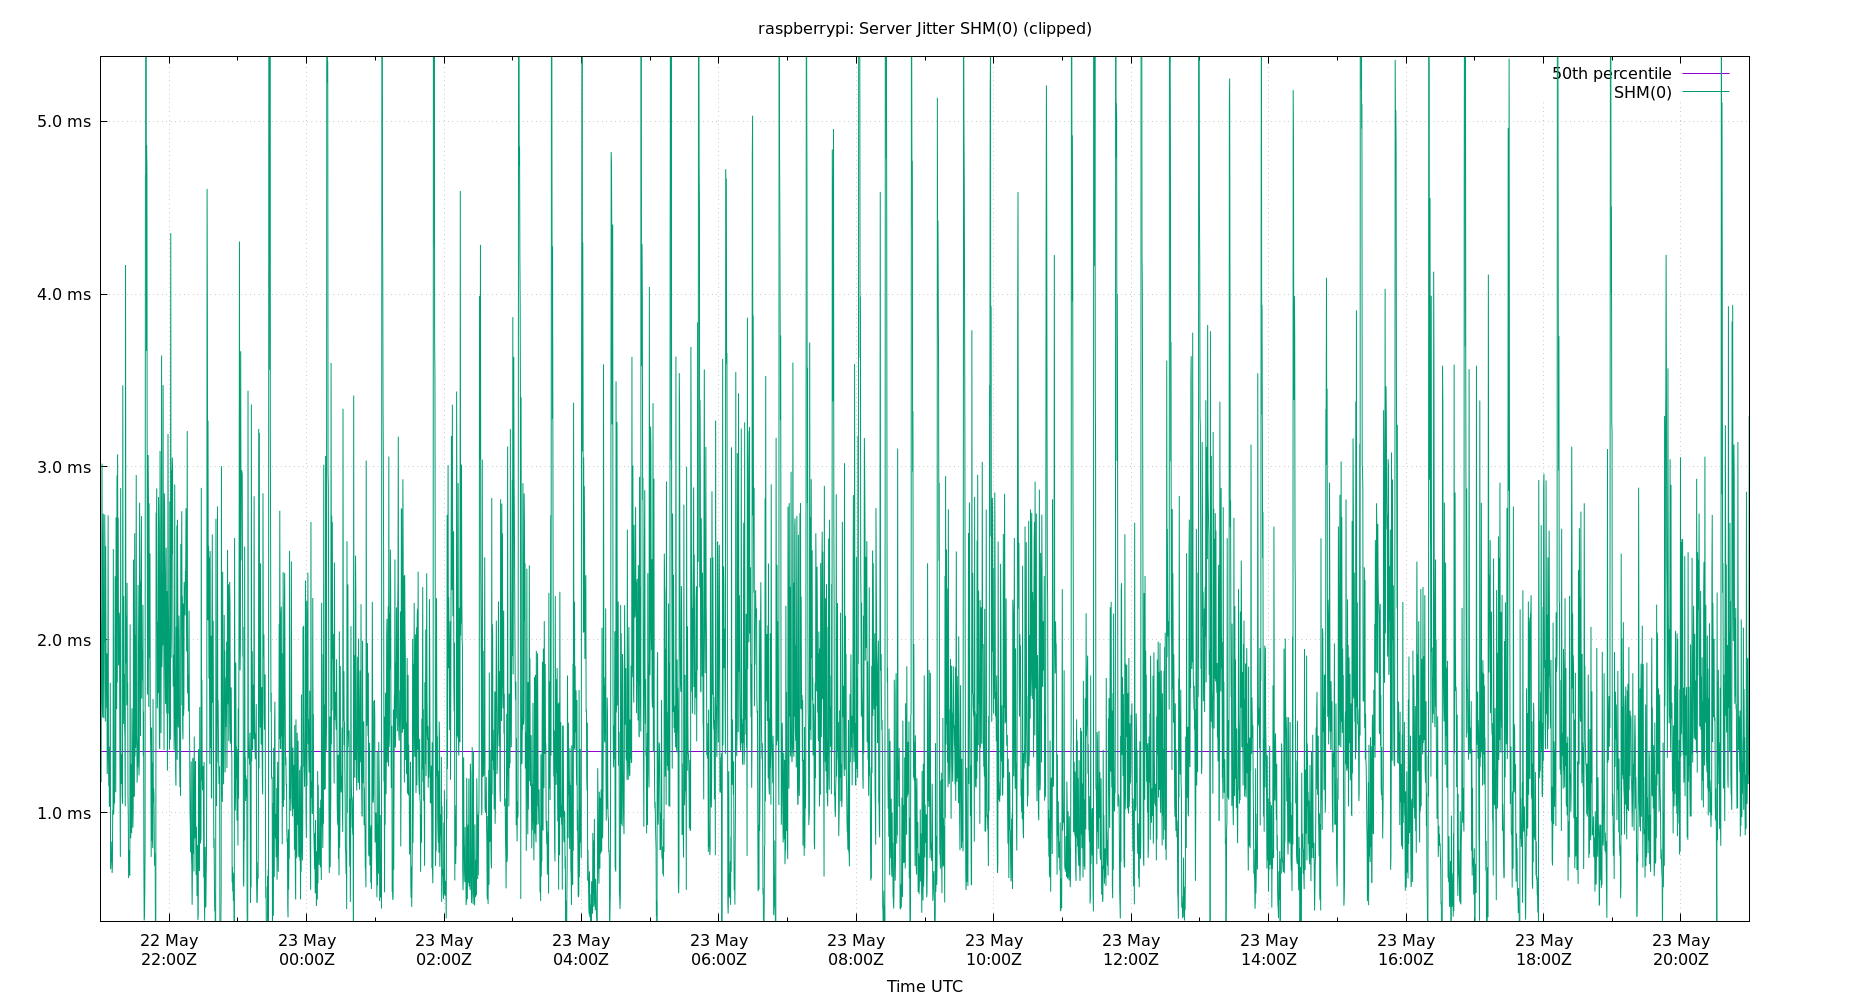 raspberrypi: Server Jitter SHM(0) (clipped)
50th percentile
SHM(0)
5.0 ms
4.0 ms
3.0 ms
2.0 ms
1.0 ms
22 May 23 May 23 May 23 May 23 May 23 May 23 May 23 May 23 May 23 May 23 May 23 May
22:00Z 00:00Z 02:00Z 04:00Z 06:00Z 08:00Z 10:00Z 12:00Z 14:00Z 16:00Z 18:00Z 20:00Z
Time UTC